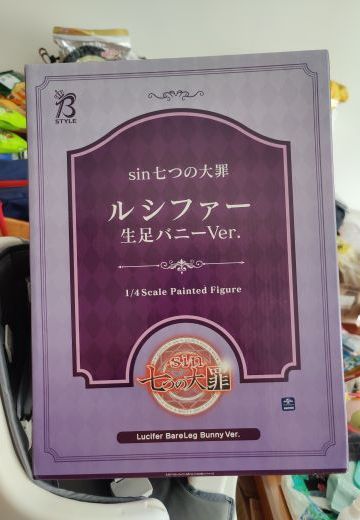 B
STYLE
sin七つの大罪
ルシファー
生足バニーVer.
1/4 Scale Painted Figure
sin
七つの大罪
Lucifer BareLeg Bunny Ver.